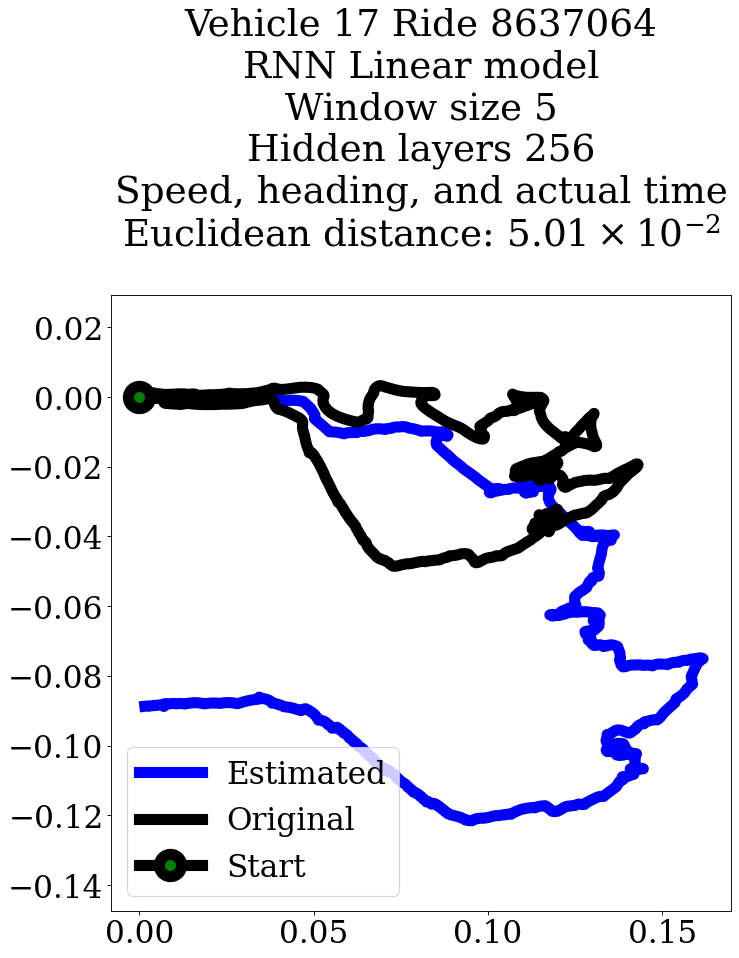 Vehicle 17 Ride 8637064
RNN Linear model
Window size 5
Hidden layers 256
Speed, heading, and actual time
Euclidean distance: 5.01 × 10⁻²
0.02
0.00
−0.02
−0.04
−0.06
−0.08
−0.10
−0.12
−0.14
Estimated
Original
Start
0.00 0.05 0.10 0.15